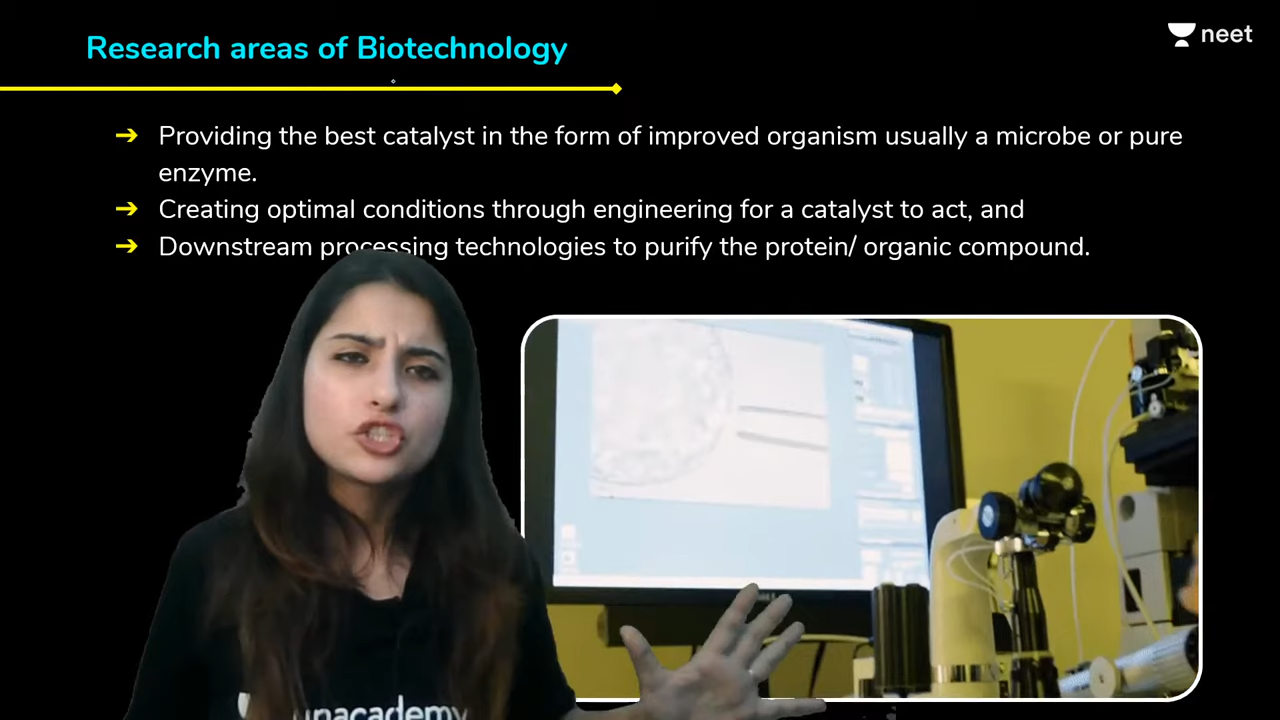 Research areas of Biotechnology
neet
➔ Providing the best catalyst in the form of improved organism usually a microbe or pure
enzyme.
➔ Creating optimal conditions through engineering for a catalyst to act, and
➔ Downstream processing technologies to purify the protein/ organic compound.
unacademy